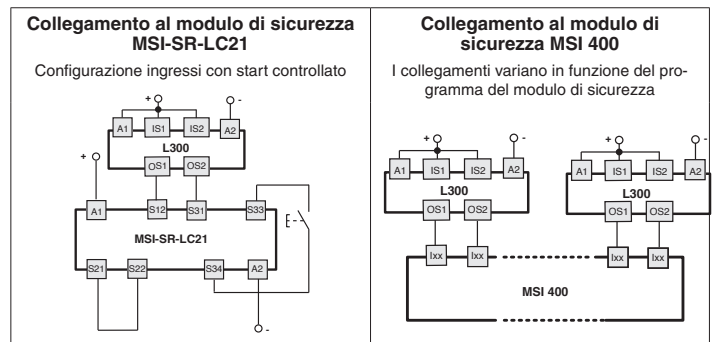 Collegamento al modulo di sicurezza
MSI-SR-LC21
Configurazione ingressi con start controllato
+ -
A1 IS1 IS2 A2
L300
OS1 OS2
+
A1 S12 S31 S33
MSI-SR-LC21
S21 S22 S34 A2
-
Collegamento al modulo di
sicurezza MSI 400
I collegamenti variano in funzione del pro-
gramma del modulo di sicurezza
+ - + -
A1 IS1 IS2 A2 A1 IS1 IS2 A2
L300 L300
OS1 OS2 OS1 OS2
Ixx Ixx Ixx Ixx
MSI 400